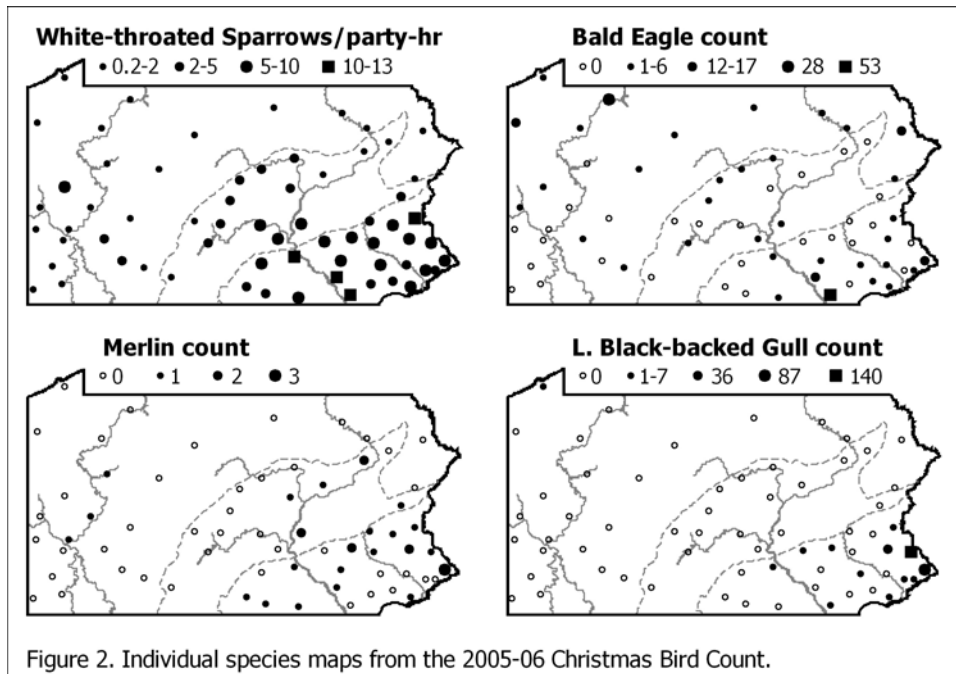 White-throated Sparrows/party-hr
0.2-2 2-5 5-10 10-13
Bald Eagle count
0 1-6 12-17 28 53
Merlin count
0 1 2 3
L. Black-backed Gull count
0 1-7 36 87 140
Figure 2. Individual species maps from the 2005-06 Christmas Bird Count.